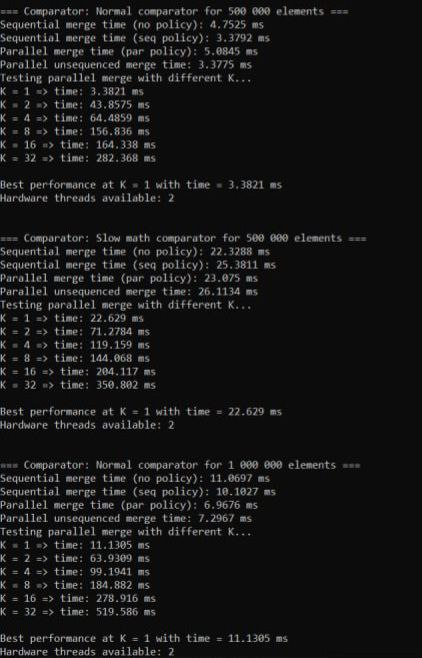 === Comparator: Normal comparator for 500 000 elements ===
Sequential merge time (no policy): 4.7525 ms
Sequential merge time (seq policy): 3.3792 ms
Parallel merge time (par policy): 5.0845 ms
Parallel unsequenced merge time: 3.3775 ms
Testing parallel merge with different K...
K = 1 => time: 3.3821 ms
K = 2 => time: 43.8575 ms
K = 4 => time: 64.4859 ms
K = 8 => time: 156.836 ms
K = 16 => time: 164.338 ms
K = 32 => time: 282.368 ms
Best performance at K = 1 with time = 3.3821 ms
Hardware threads available: 2
=== Comparator: Slow math comparator for 500 000 elements ===
Sequential merge time (no policy): 22.3288 ms
Sequential merge time (seq policy): 25.3811 ms
Parallel merge time (par policy): 23.075 ms
Parallel unsequenced merge time: 26.1134 ms
Testing parallel merge with different K...
K = 1 => time: 22.629 ms
K = 2 => time: 71.2784 ms
K = 4 => time: 119.159 ms
K = 8 => time: 144.068 ms
K = 16 => time: 204.117 ms
K = 32 => time: 350.802 ms
Best performance at K = 1 with time = 22.629 ms
Hardware threads available: 2
=== Comparator: Normal comparator for 1 000 000 elements ===
Sequential merge time (no policy): 11.0697 ms
Sequential merge time (seq policy): 10.1027 ms
Parallel merge time (par policy): 6.9676 ms
Parallel unsequenced merge time: 7.2967 ms
Testing parallel merge with different K...
K = 1 => time: 11.1305 ms
K = 2 => time: 63.9309 ms
K = 4 => time: 99.1941 ms
K = 8 => time: 184.882 ms
K = 16 => time: 278.916 ms
K = 32 => time: 519.586 ms
Best performance at K = 1 with time = 11.1305 ms
Hardware threads available: 2